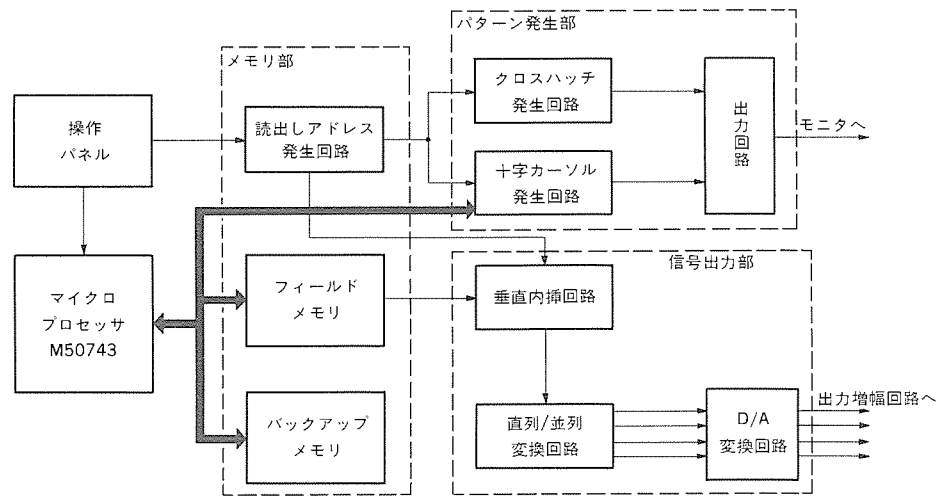 パターン発生部
メモリ部
操作
パネル
読出しアドレス
発生回路
クロスハッチ
発生回路
十字カーソル
発生回路
出力回路
モニタへ
マイクロ
プロセッサ
M50743
フィールド
メモリ
バックアップ
メモリ
信号出力部
垂直内挿回路
直列/並列
変換回路
D/A
変換回路
出力増幅回路へ